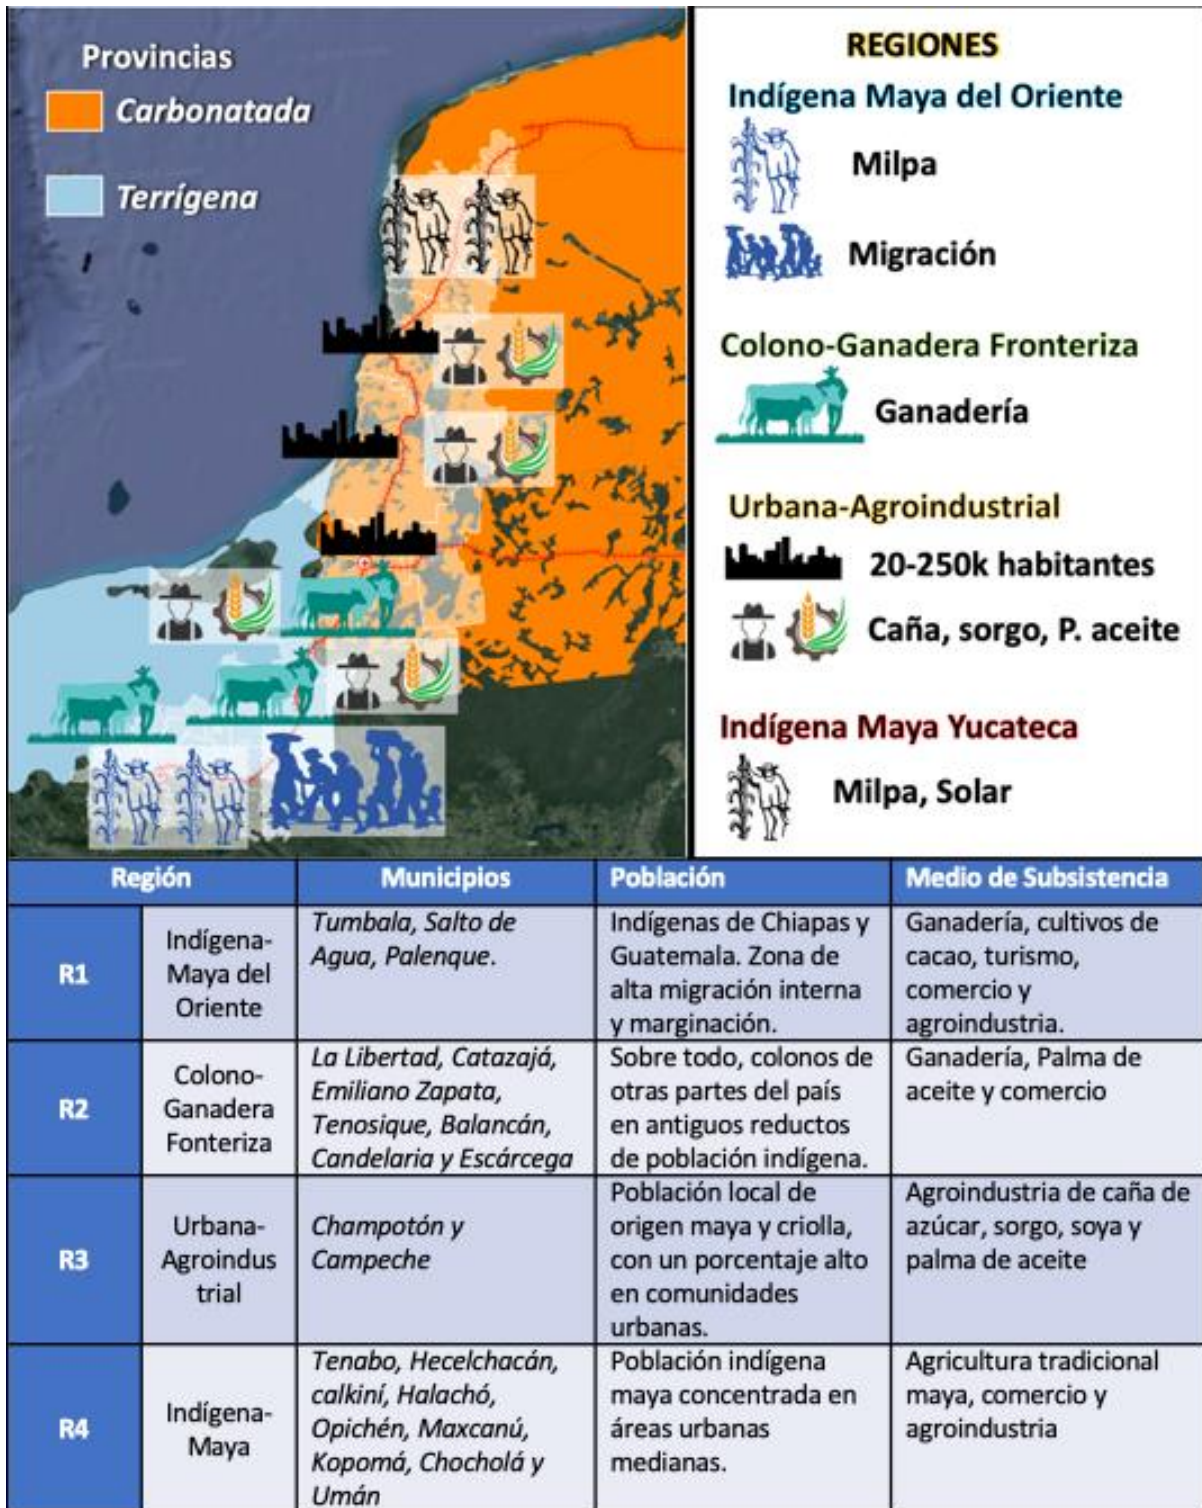 Provincias
Carbonatada
Terrígena
REGIONES
Indígena Maya del Oriente
Milpa
Migración
Colono-Ganadera Fronteriza
Ganadería
Urbana-Agroindustrial
20-250k habitantes
Caña, sorgo, P. aceite
Indígena Maya Yucateca
Milpa, Solar
Región
Municipios
Población
Medio de Subsistencia
R1
Indígena-
Maya del
Oriente
Tumbala, Salto de
Agua, Palenque.
Indígenas de Chiapas y
Guatemala. Zona de
alta migración interna
y marginación.
Ganadería, cultivos de
cacao, turismo,
comercio y
agroindustria.
R2
Colono-
Ganadera
Fonteriza
La Libertad, Catazajá,
Emiliano Zapata,
Tenosique, Balancán,
Candelaria y Escárcega
Sobre todo, colonos de
otras partes del país
en antiguos reductos
de población indígena.
Ganadería, Palma de
aceite y comercio
R3
Urbana-
Agroindus
trial
Champotón y
Campeche
Población local de
origen maya y criolla,
con un porcentaje alto
en comunidades
urbanas.
Agroindustria de caña de
azúcar, sorgo, soya y
palma de aceite
R4
Indígena-
Maya
Tenabo, Hecelchacán,
calkiní, Halachó,
Opichén, Maxcanú,
Kopomá, Chocholá y
Umán
Población indígena
maya concentrada en
áreas urbanas
medianas.
Agricultura tradicional
maya, comercio y
agroindustria